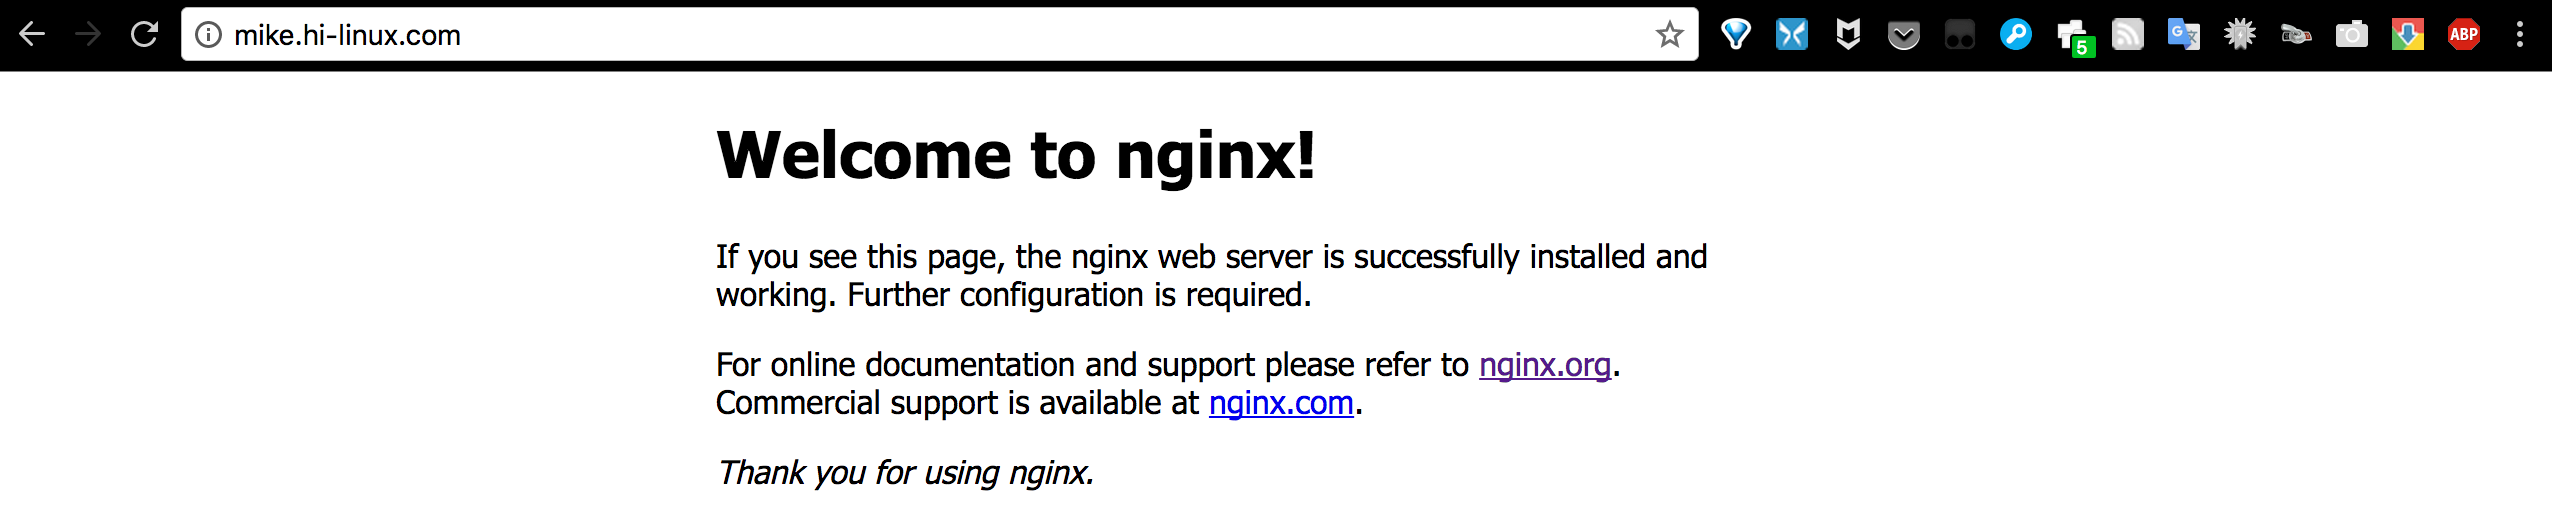 mike.hi-linux.com
5
G
ABP
Welcome to nginx!
If you see this page, the nginx web server is successfully installed and
working. Further configuration is required.
For online documentation and support please refer to nginx.org.
Commercial support is available at nginx.com.
Thank you for using nginx.